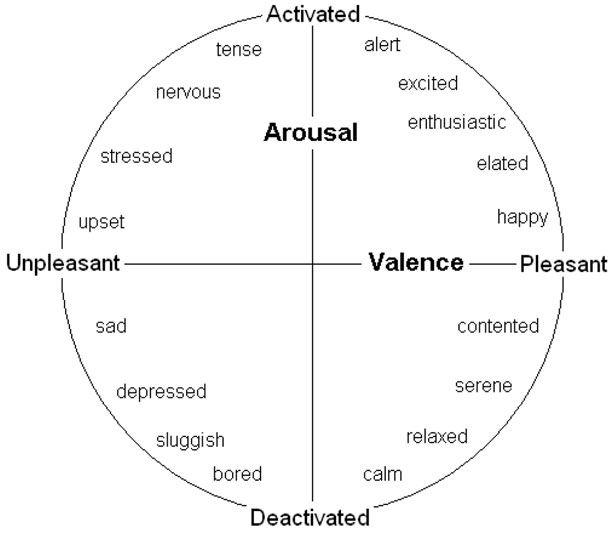 Activated
tense
alert
nervous
excited
enthusiastic
Arousal
stressed
elated
upset
happy
Unpleasant
Valence
Pleasant
sad
contented
depressed
serene
sluggish
relaxed
bored
calm
Deactivated